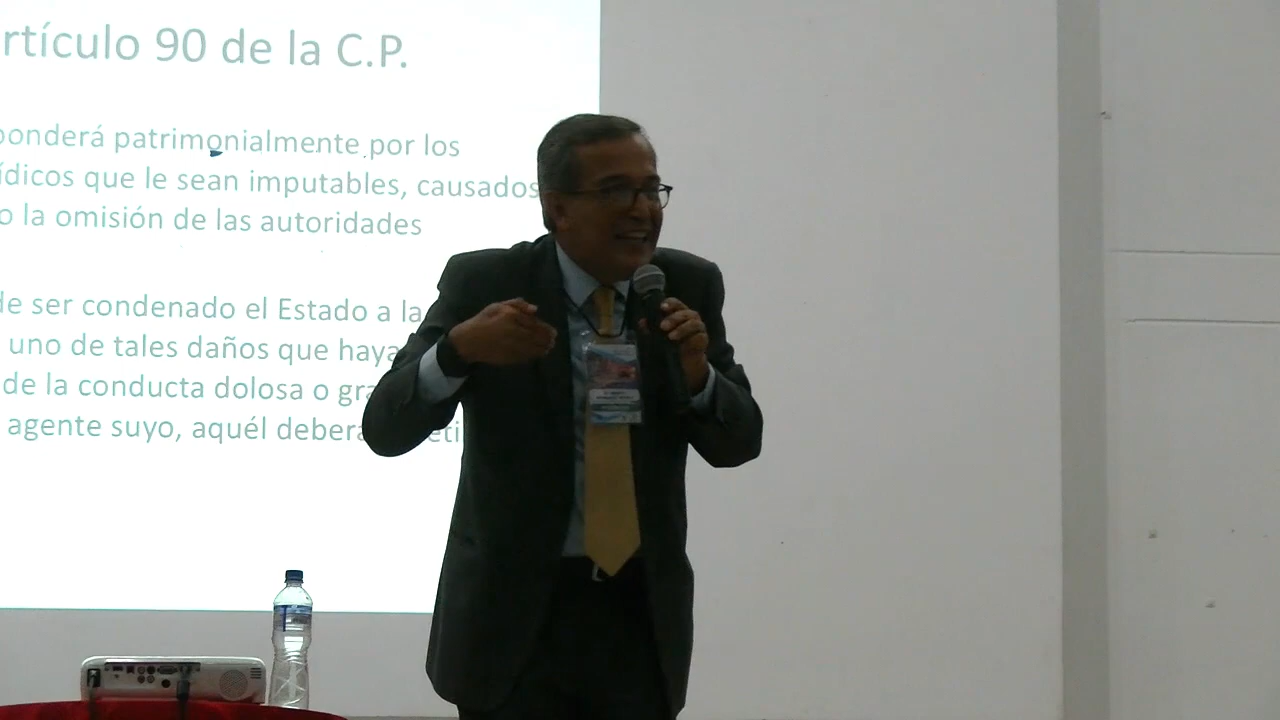 rtículo 90 de la C.P.
ponderá patrimonialmente por los
ídicos que le sean imputables, causados
o la omisión de las autoridades
de ser condenado el Estado a la
uno de tales daños que haya
de la conducta dolosa o gra
agente suyo, aquél deberá eti